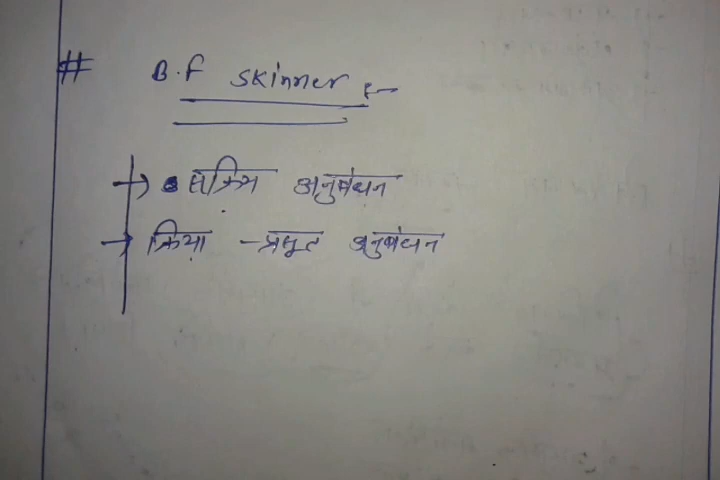 # B.F Skinner :-
→ सक्रिय अनुबंधन
→ क्रिया - प्रसूत अनुबंधन